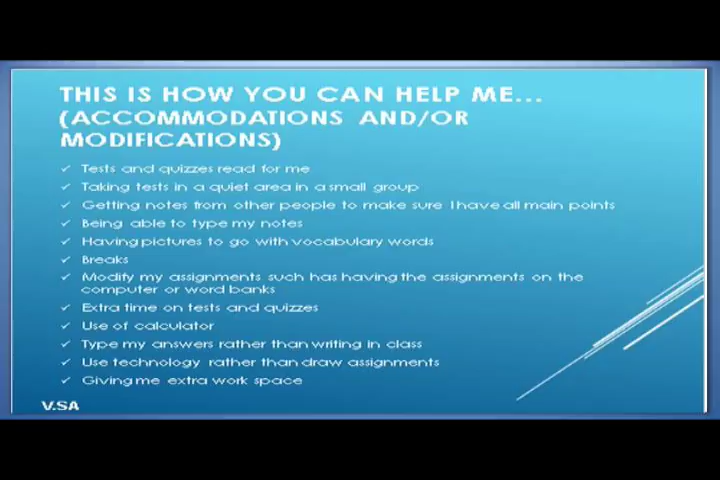 THIS IS HOW YOU CAN HELP ME...
(ACCOMMODATIONS AND/OR
MODIFICATIONS)
✓ Tests and quizzes read for me
✓ Taking tests in a quiet area in a small group
✓ Getting notes from other people to make sure I have all main points
✓ Being able to type my notes
✓ Having pictures to go with vocabulary words
✓ Breaks
✓ Modify my assignments such has having the assignments on the
computer or word banks
✓ Extra time on tests and quizzes
✓ Use of calculator
✓ Type my answers rather than writing in class
✓ Use technology rather than draw assignments
✓ Giving me extra work space
V.SA